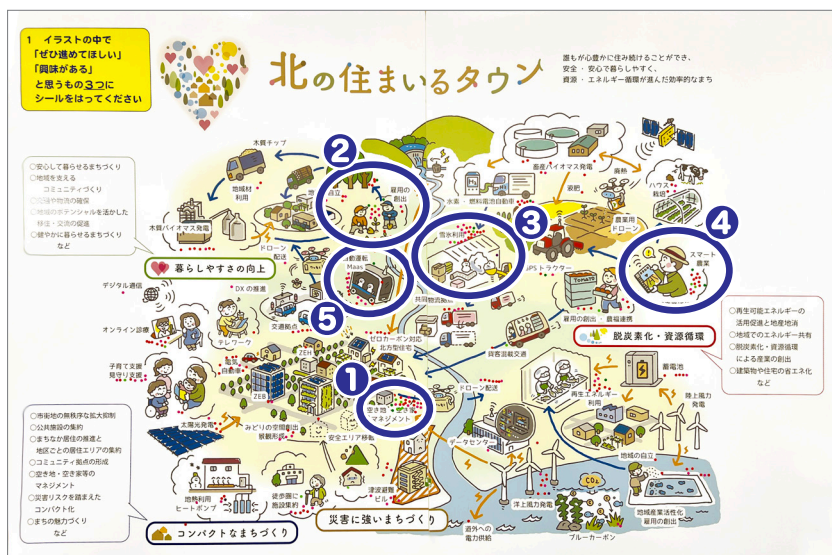 1 イラストの中で
「ぜひ進めてほしい」
「興味がある」
と思うもの3つに
シールをはってください
北の住まいるタウン
誰もが心豊かに住み続けることができ、
安全・安心で暮らしやすく、
資源・エネルギー循環が進んだ効率的なまち
木質チップ
②
雇用の
創出
自立
地域材
利用
木質バイオマス発電
畜産バイオマス発電
廃熱
液肥
ハウス
栽培
水素・燃料電池自動車
農業用
ドローン
③
雪氷利用
④
スマート
農業
GPSトラクター
○安心して暮らせるまちづくり
○地域を支える
コミュニティづくり
○交通や物流の確保
○地域のポテンシャルを活かした
移住・交流の促進
○健やかに暮らせるまちづくり
など
暮らしやすさの向上
ドローン
配送
自動運転
Maas
⑤
共同物流拠点
TOMATO
雇用の創出・農福連携
デジタル通信
DXの推進
オンライン診療
テレワーク
交通拠点
貨客混載交通
脱炭素化・資源循環
○再生可能エネルギーの
活用促進と地産地消
○地域でのエネルギー共有
○脱炭素化・資源循環
による産業の創出
○建築物や住宅の省エネ化
など
ゼロカーボン対応
北方型住宅
子育て支援
見守り支援
電気
自動車
ZEH
ZEB
①
空き地・空き家
マネジメント
ドローン配送
再生エネルギー
利用
蓄電池
陸上風力
発電
太陽光発電
みどりの空間創出
景観形成
安全エリア移動
データセンター
地域の自立
○市街地の無秩序な拡大抑制
○公共施設の集約
○まちなか居住の推進と
地区ごとの居住エリアの集約
○コミュニティ拠点の形成
○空き地・空き家等の
マネジメント
○災害リスクを踏まえた
コンパクト化
○まちの魅力づくり
など
地熱利用
ヒートポンプ
徒歩圏に
施設集約
津波避難
ビル
CO₂
洋上風力発電
ブルーカーボン
地域産業活性化
雇用の創出
コンパクトなまちづくり
災害に強いまちづくり
道外への
電力供給